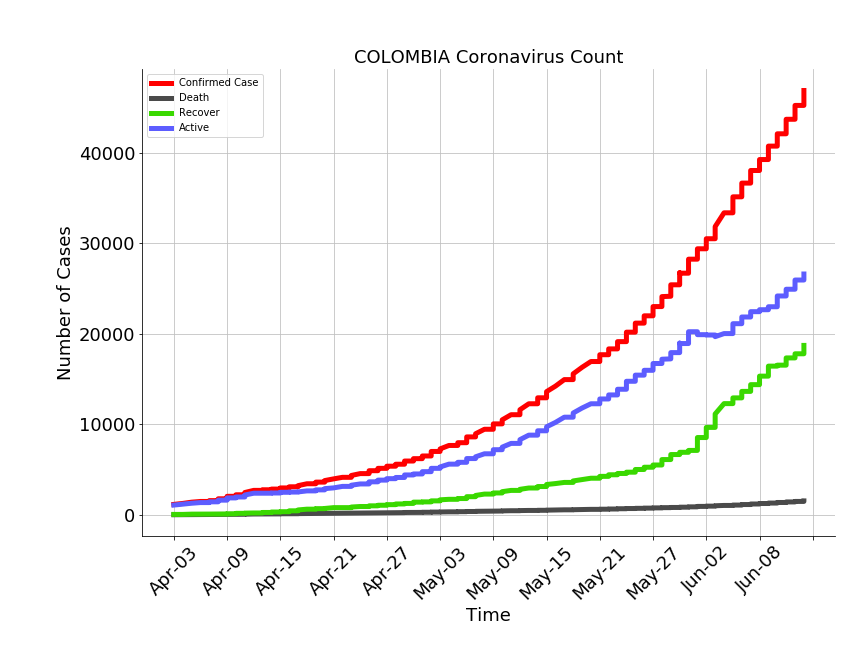 COLOMBIA Coronavirus Count
Confirmed Case
Death
Recover
Active
Number of Cases
40000
30000
20000
10000
0
Apr-03
Apr-09
Apr-15
Apr-21
Apr-27
May-03
May-09
May-15
May-21
May-27
Jun-02
Jun-08
Time